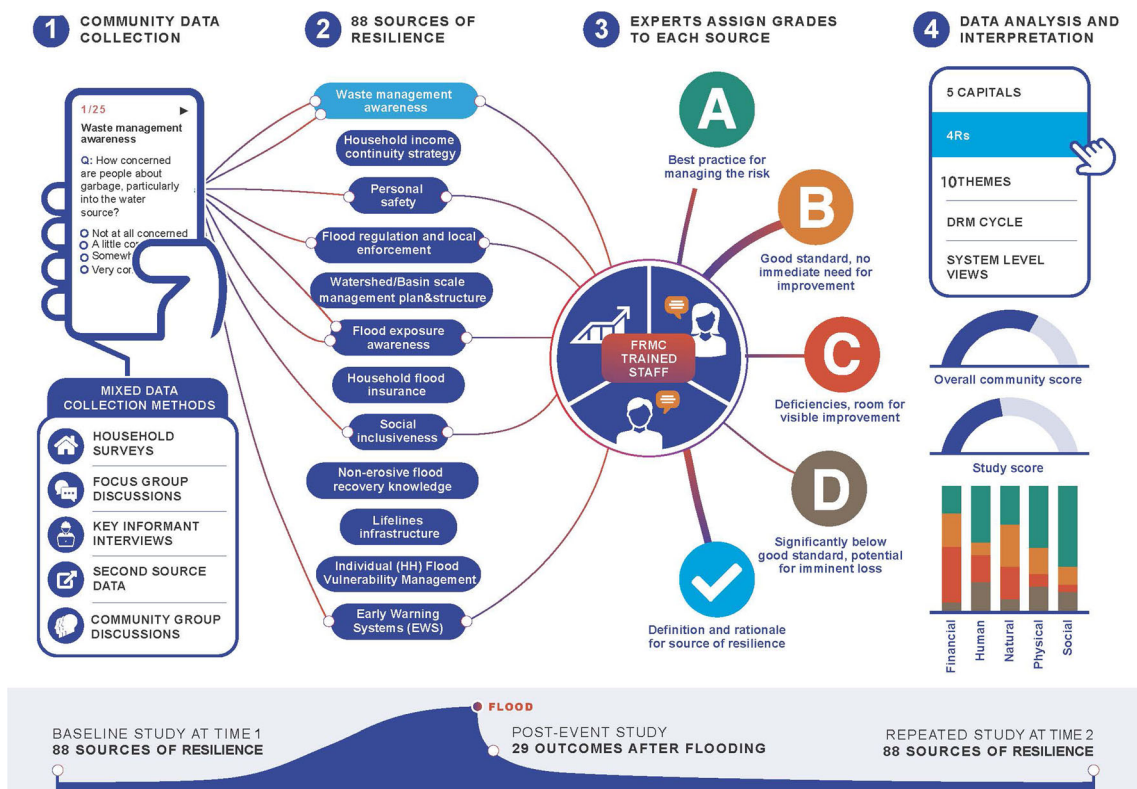 1
COMMUNITY DATA
COLLECTION
1/25
Waste management
awareness
Q: How concerned
are people about
garbage, particularly
into the water
source?
Not at all concerned
A little
Somewh
Very
MIXED DATA
COLLECTION METHODS
HOUSEHOLD
SURVEYS
FOCUS GROUP
DISCUSSIONS
KEY INFORMANT
INTERVIEWS
SECOND SOURCE
DATA
COMMUNITY GROUP
DISCUSSIONS
2
88 SOURCES OF
RESILIENCE
Waste management
awareness
Household income
continuity strategy
Personal
safety
Flood regulation and local
enforcement
Watershed/Basin scale
management plan&structure
Flood exposure
awareness
Household flood
insurance
Social
inclusiveness
Non-erosive flood
recovery knowledge
Lifelines
infrastructure
Individual (HH) Flood
Vulnerability Management
Early Warning
Systems (EWS)
3
EXPERTS ASSIGN GRADES
TO EACH SOURCE
FRMC
TRAINED
STAFF
A
Best practice for
managing the risk
B
Good standard, no
immediate need for
improvement
C
Deficiencies, room for
visible improvement
D
Significantly below
good standard, potential
for imminent loss
Definition and rationale
for source of resilience
4
DATA ANALYSIS AND
INTERPRETATION
5 CAPITALS
4Rs
10THEMES
DRM CYCLE
SYSTEM LEVEL
VIEWS
Overall community score
Study score
Financial
Human
Natural
Physical
Social
BASELINE STUDY AT TIME 1
88 SOURCES OF RESILIENCE
FLOOD
POST-EVENT STUDY
29 OUTCOMES AFTER FLOODING
REPEATED STUDY AT TIME 2
88 SOURCES OF RESILIENCE